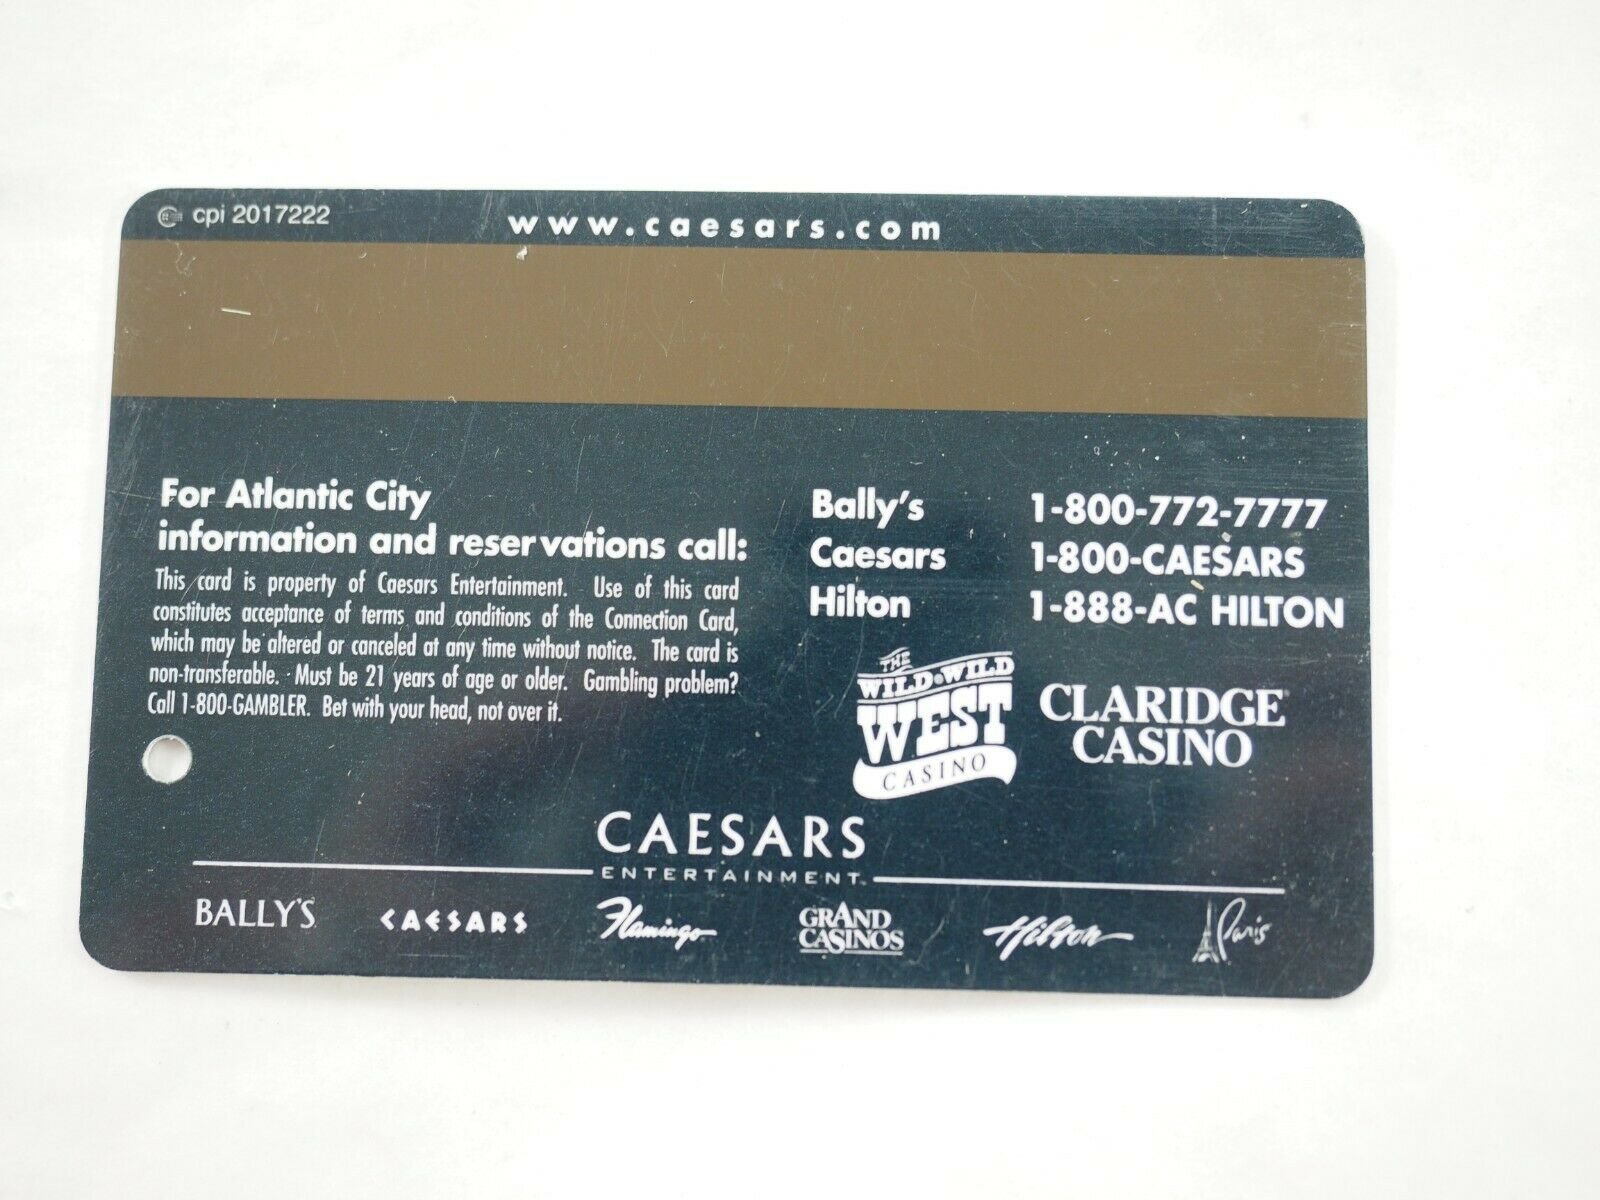 cpi 2017222
www.caesars.com
For Atlantic City
information and reservations call:
This card is property of Caesars Entertainment. Use of this card
constitutes acceptance of terms and conditions of the Connection Card,
which may be altered or canceled at any time without notice. The card is
non-transferable. Must be 21 years of age or older. Gambling problem?
Call 1-800-GAMBLER. Bet with your head, not over it.
Bally's 1-800-772-7777
Caesars 1-800-CAESARS
Hilton 1-888-AC HILTON
THE
WILD WILD
WEST
CASINO
CLARIDGE
CASINO
CAESARS
ENTERTAINMENT™
BALLY'S
CAESARS
Flamingo
GRAND
CASINOS
Hilton
Paris